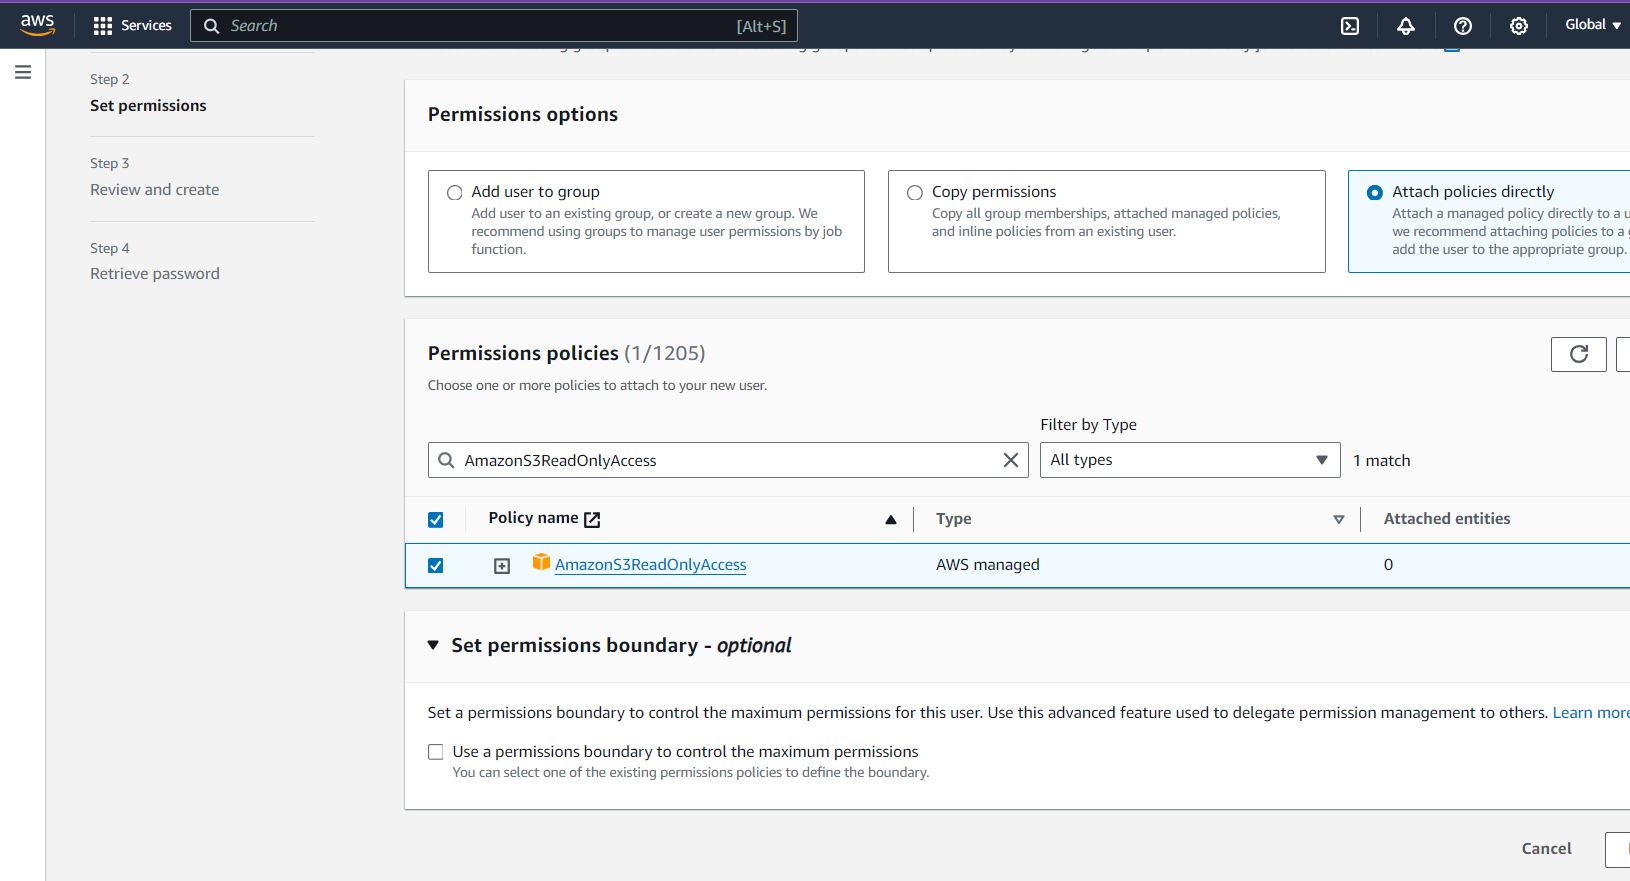 aws
Services
Search
[Alt+S]
Global
Step 2
Set permissions
Step 3
Review and create
Step 4
Retrieve password
Permissions options
Add user to group
Add user to an existing group, or create a new group. We
recommend using groups to manage user permissions by job
function.
Copy permissions
Copy all group memberships, attached managed policies,
and inline policies from an existing user.
Attach policies directly
Attach a managed policy directly to a u
we recommend attaching policies to a
add the user to the appropriate group.
Permissions policies (1/1205)
Choose one or more policies to attach to your new user.
Filter by Type
AmazonS3ReadOnlyAccess
All types
1 match
Policy name
Type
Attached entities
AmazonS3ReadOnlyAccess
AWS managed
0
Set permissions boundary - optional
Set a permissions boundary to control the maximum permissions for this user. Use this advanced feature used to delegate permission management to others. Learn more
Use a permissions boundary to control the maximum permissions
You can select one of the existing permissions policies to define the boundary.
Cancel